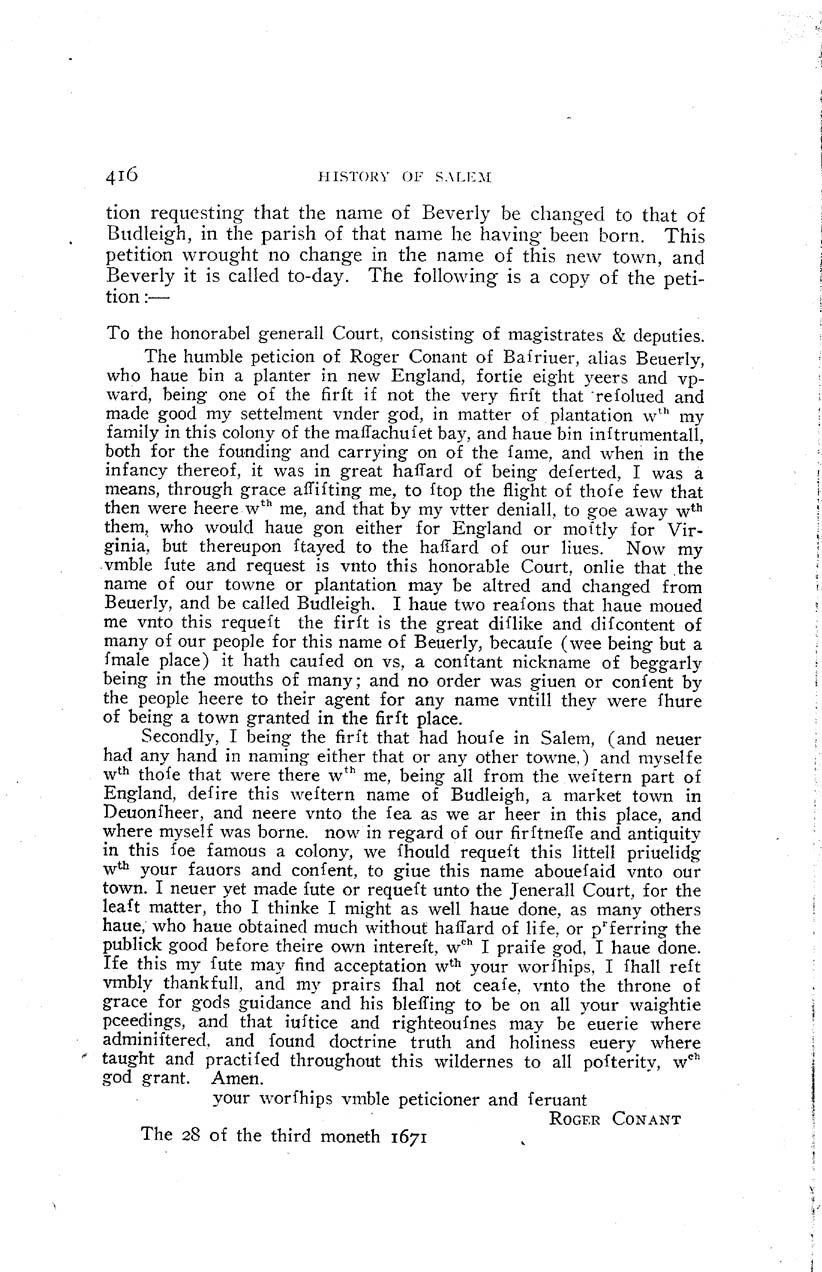 416 HISTORY OF SALEM
tion requesting that the name of Beverly be changed to that of
Budleigh, in the parish of that name he having been born. This
petition wrought no change in the name of this new town, and
Beverly it is called to-day. The following is a copy of the peti-
tion:—
To the honorabel generall Court, consisting of magistrates & deputies.
The humble peticion of Roger Conant of Baſriuer, alias Beuerly,
who haue bin a planter in new England, fortie eight yeers and vp-
ward, being one of the firſt if not the very firſt that reſolued and
made good my settelment vnder god, in matter of plantation wᵗʰ my
family in this colony of the maſſachuſet bay, and haue bin inſtrumentall,
both for the founding and carrying on of the ſame, and when in the
infancy thereof, it was in great haſſard of being deſerted, I was a
means, through grace aſſiſting me, to ſtop the flight of thoſe few that
then were heere wᵗʰ me, and that by my vtter deniall, to goe away wᵗʰ
them, who would haue gon either for England or moſtly for Vir-
ginia, but thereupon ſtayed to the haſſard of our liues. Now my
vmble ſute and request is vnto this honorable Court, onlie that the
name of our towne or plantation may be altred and changed from
Beuerly, and be called Budleigh. I haue two reaſons that haue moued
me vnto this requeſt the firſt is the great diſlike and diſcontent of
many of our people for this name of Beuerly, becauſe (wee being but a
ſmale place) it hath cauſed on vs, a conſtant nickname of beggarly
being in the mouths of many; and no order was giuen or conſent by
the people heere to their agent for any name vntill they were ſhure
of being a town granted in the firſt place.
Secondly, I being the firſt that had houſe in Salem, (and neuer
had any hand in naming either that or any other towne,) and myselfe
wᵗʰ thoſe that were there wᵗʰ me, being all from the weſtern part of
England, deſire this weſtern name of Budleigh, a market town in
Deuonſheer, and neere vnto the ſea as we ar heer in this place, and
where myself was borne. now in regard of our firſtneſſe and antiquity
in this ſoe famous a colony, we ſhould requeſt this littell priuelidg
wᵗʰ your fauors and conſent, to giue this name abouefaid vnto our
town. I neuer yet made ſute or requeſt unto the Jenerall Court, for the
leaſt matter, tho I thinke I might as well haue done, as many others
haue, who haue obtained much without haſſard of life, or pʳferring the
publick good before theire own intereſt, wᶜʰ I praiſe god, I haue done.
Ife this my ſute may find acceptation wᵗʰ your worſhips, I ſhall reſt
vmbly thankfull, and my prairs ſhal not ceaſe, vnto the throne of
grace for gods guidance and his bleſſing to be on all your waightie
pceedings, and that iuſtice and righteouſnes may be euerie where
adminiſtered, and found doctrine truth and holiness euery where
taught and practiſed throughout this wildernes to all poſterity, wᶜʰ
god grant. Amen.
your worſhips vmble peticioner and ſeruant
ROGER CONANT
The 28 of the third moneth 1671